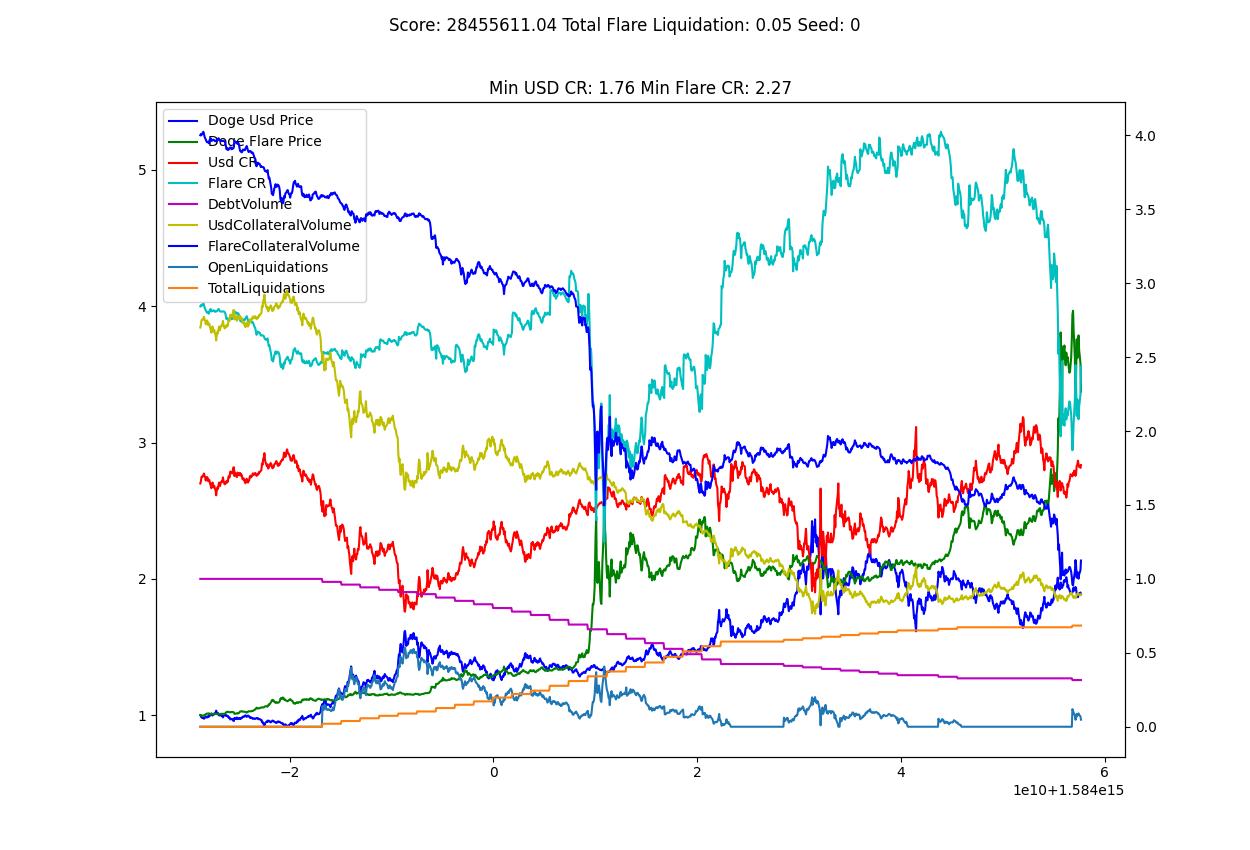 Score: 28455611.04 Total Flare Liquidation: 0.05 Seed: 0
Min USD CR: 1.76 Min Flare CR: 2.27
Doge Usd Price
Doge Flare Price
Usd CR
Flare CR
DebtVolume
UsdCollateralVolume
FlareCollateralVolume
OpenLiquidations
TotalLiquidations
5
4
3
2
1
4.0
3.5
3.0
2.5
2.0
1.5
1.0
0.5
0.0
−2 0 2 4 6
1e10+1.584e15